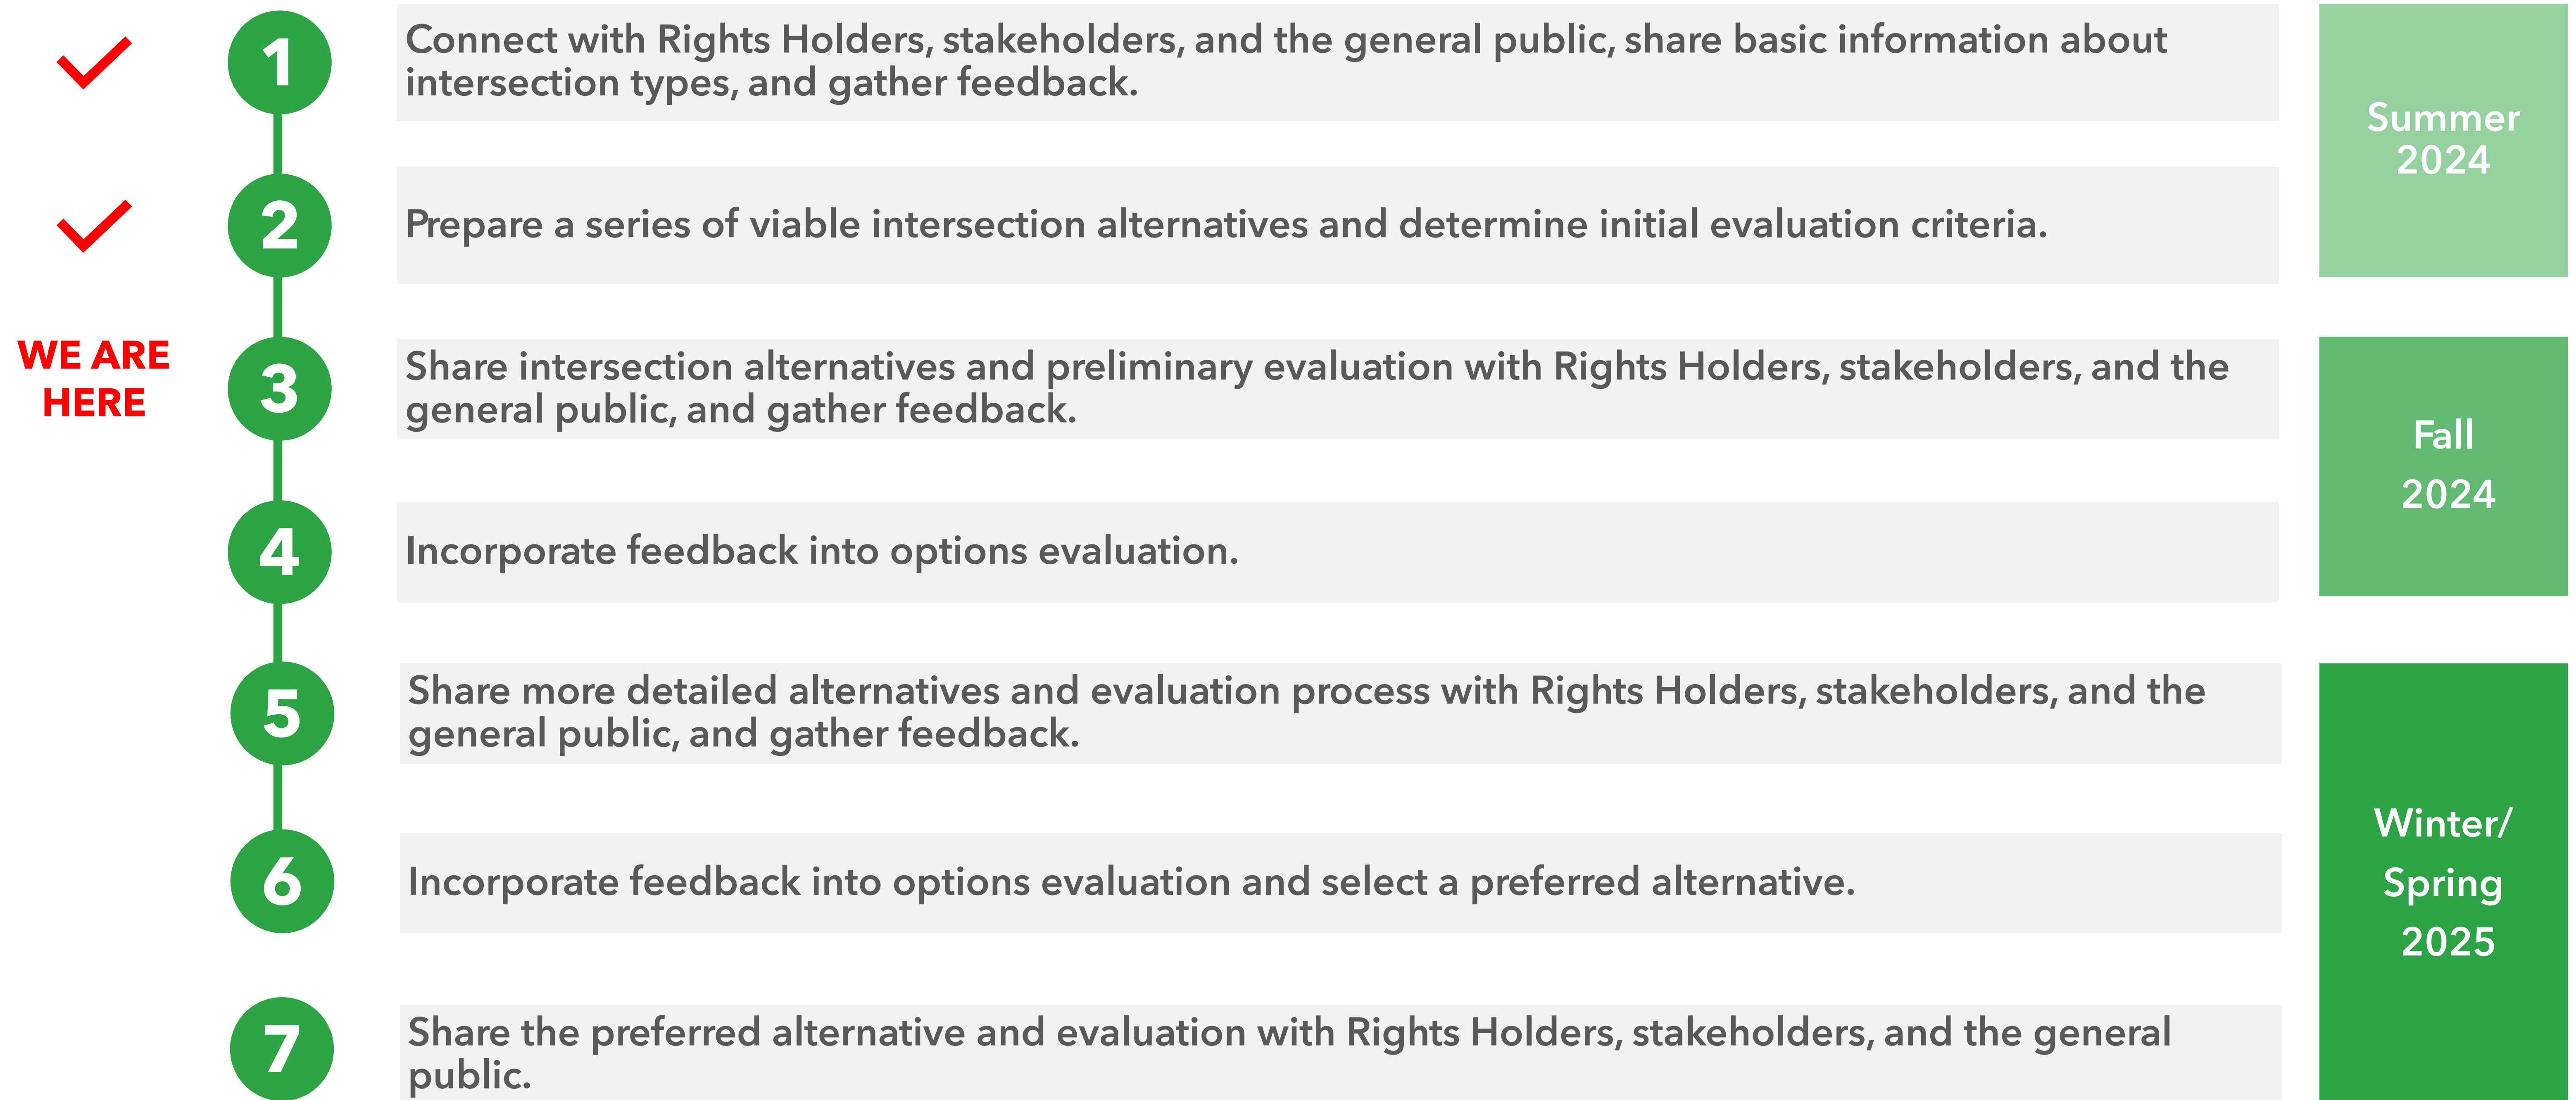 1
Connect with Rights Holders, stakeholders, and the general public, share basic information about
intersection types, and gather feedback.
Summer
2024
2
Prepare a series of viable intersection alternatives and determine initial evaluation criteria.
WE ARE
HERE
3
Share intersection alternatives and preliminary evaluation with Rights Holders, stakeholders, and the
general public, and gather feedback.
Fall
2024
4
Incorporate feedback into options evaluation.
5
Share more detailed alternatives and evaluation process with Rights Holders, stakeholders, and the
general public, and gather feedback.
Winter/
Spring
2025
6
Incorporate feedback into options evaluation and select a preferred alternative.
7
Share the preferred alternative and evaluation with Rights Holders, stakeholders, and the general
public.